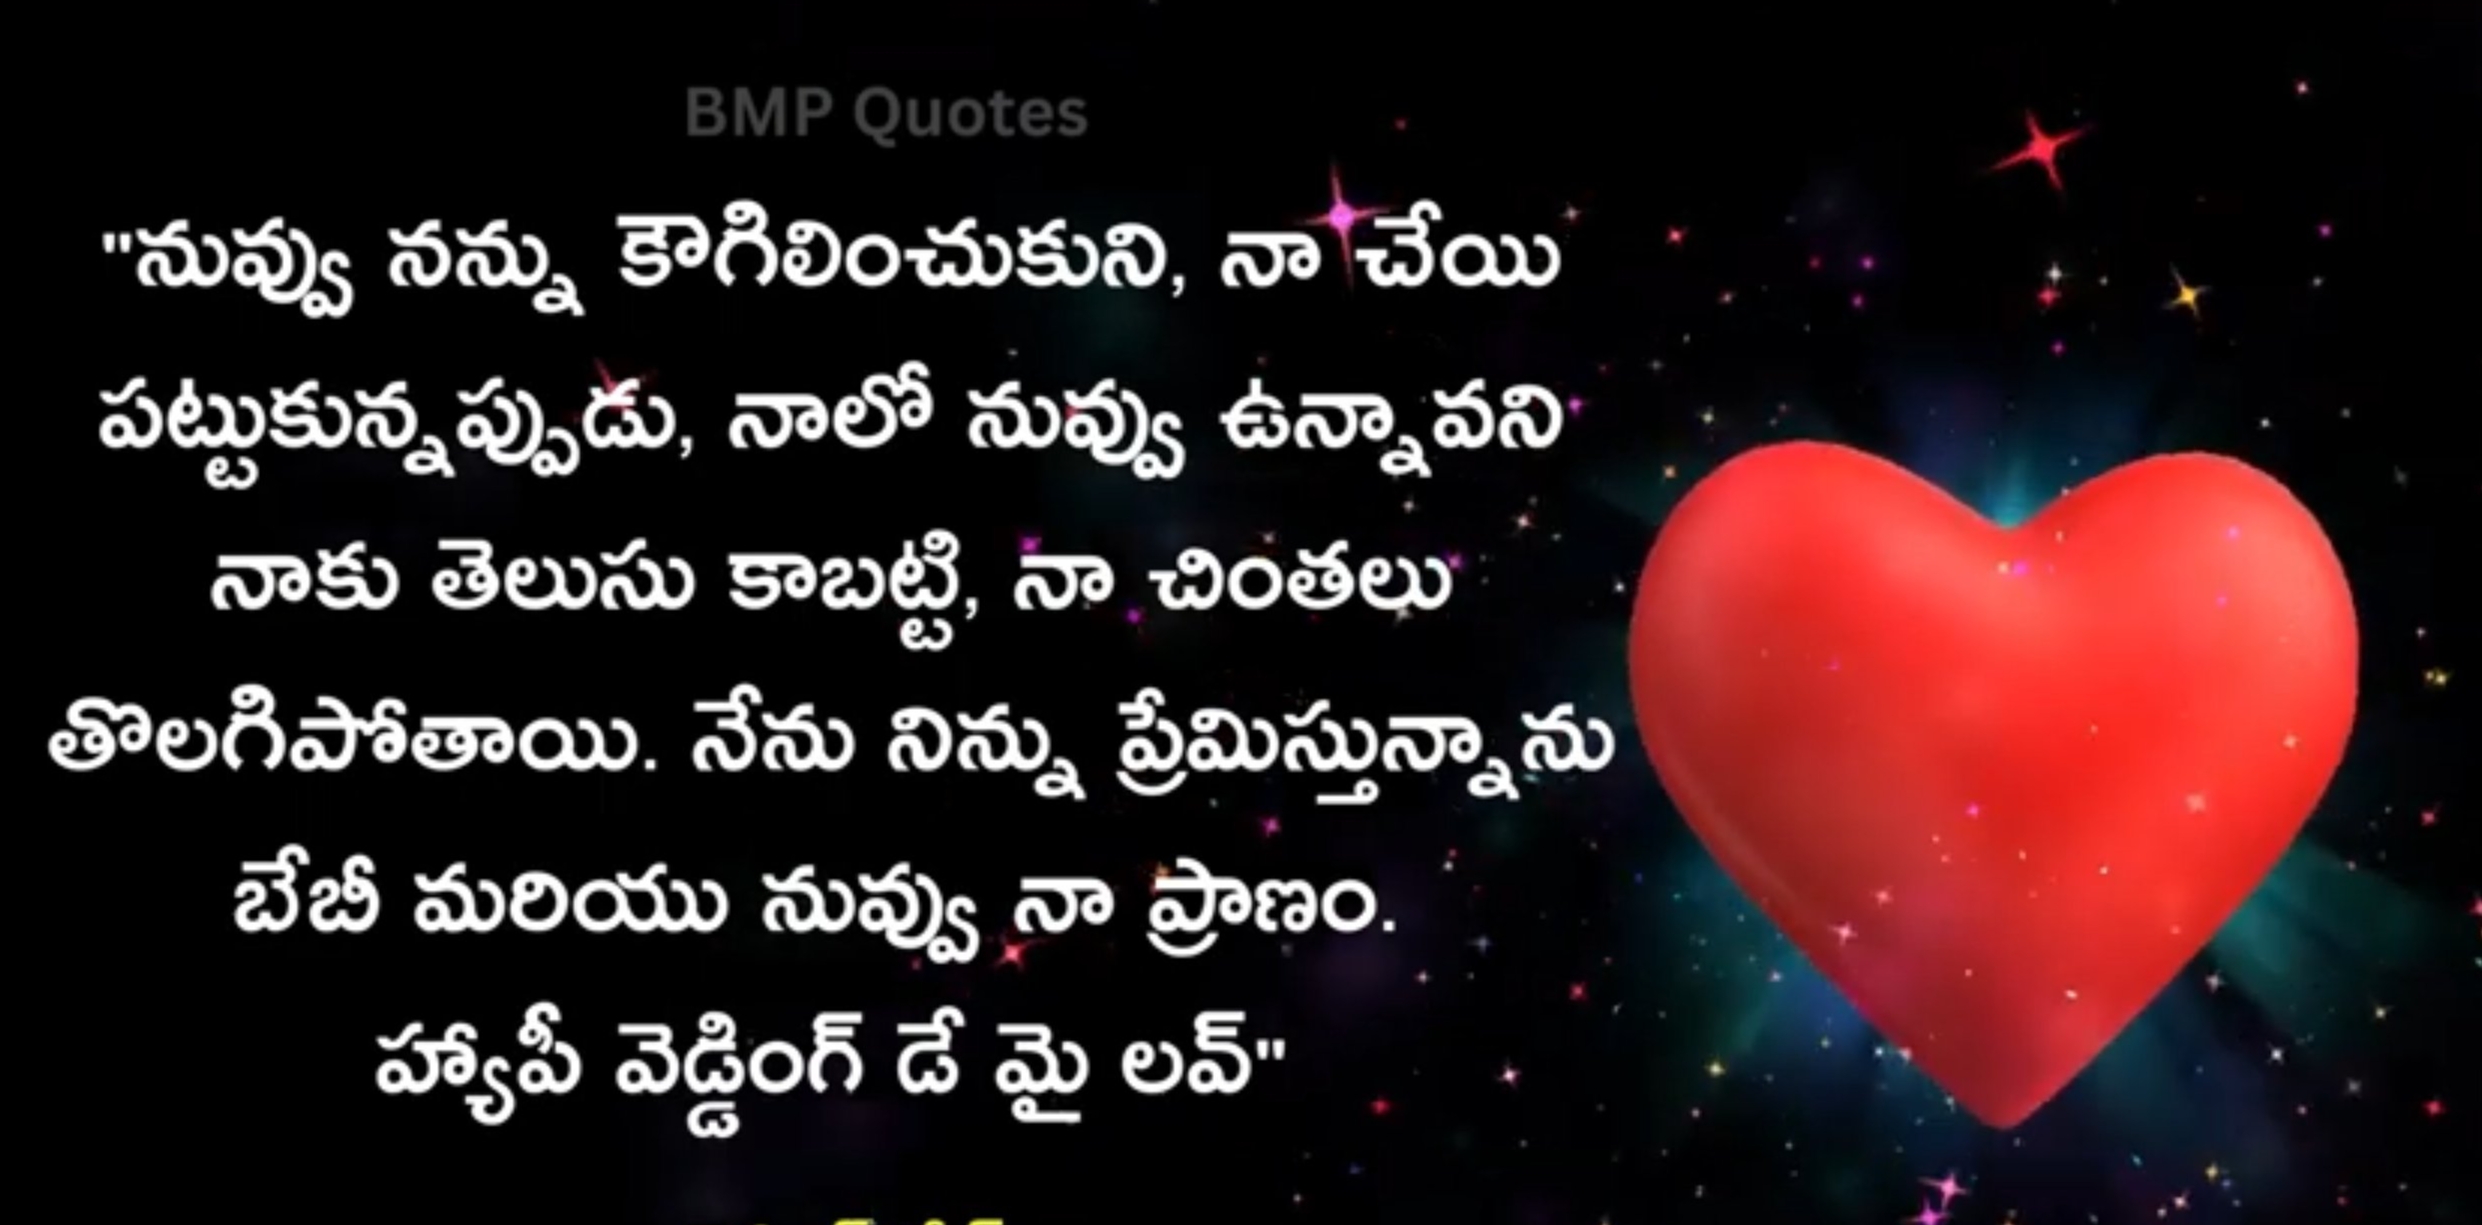 BMP Quotes
"నువ్వు నన్ను కౌగిలించుకుని, నా చేయి
పట్టుకున్నప్పుడు, నాలో నువ్వు ఉన్నావని
నాకు తెలుసు కాబట్టి, నా చింతలు
తొలగిపోతాయి. నేను నిన్ను ప్రేమిస్తున్నాను
బేబీ మరియు నువ్వు నా ప్రాణం.
హ్యాపీ వెడ్డింగ్ డే మై లవ్"